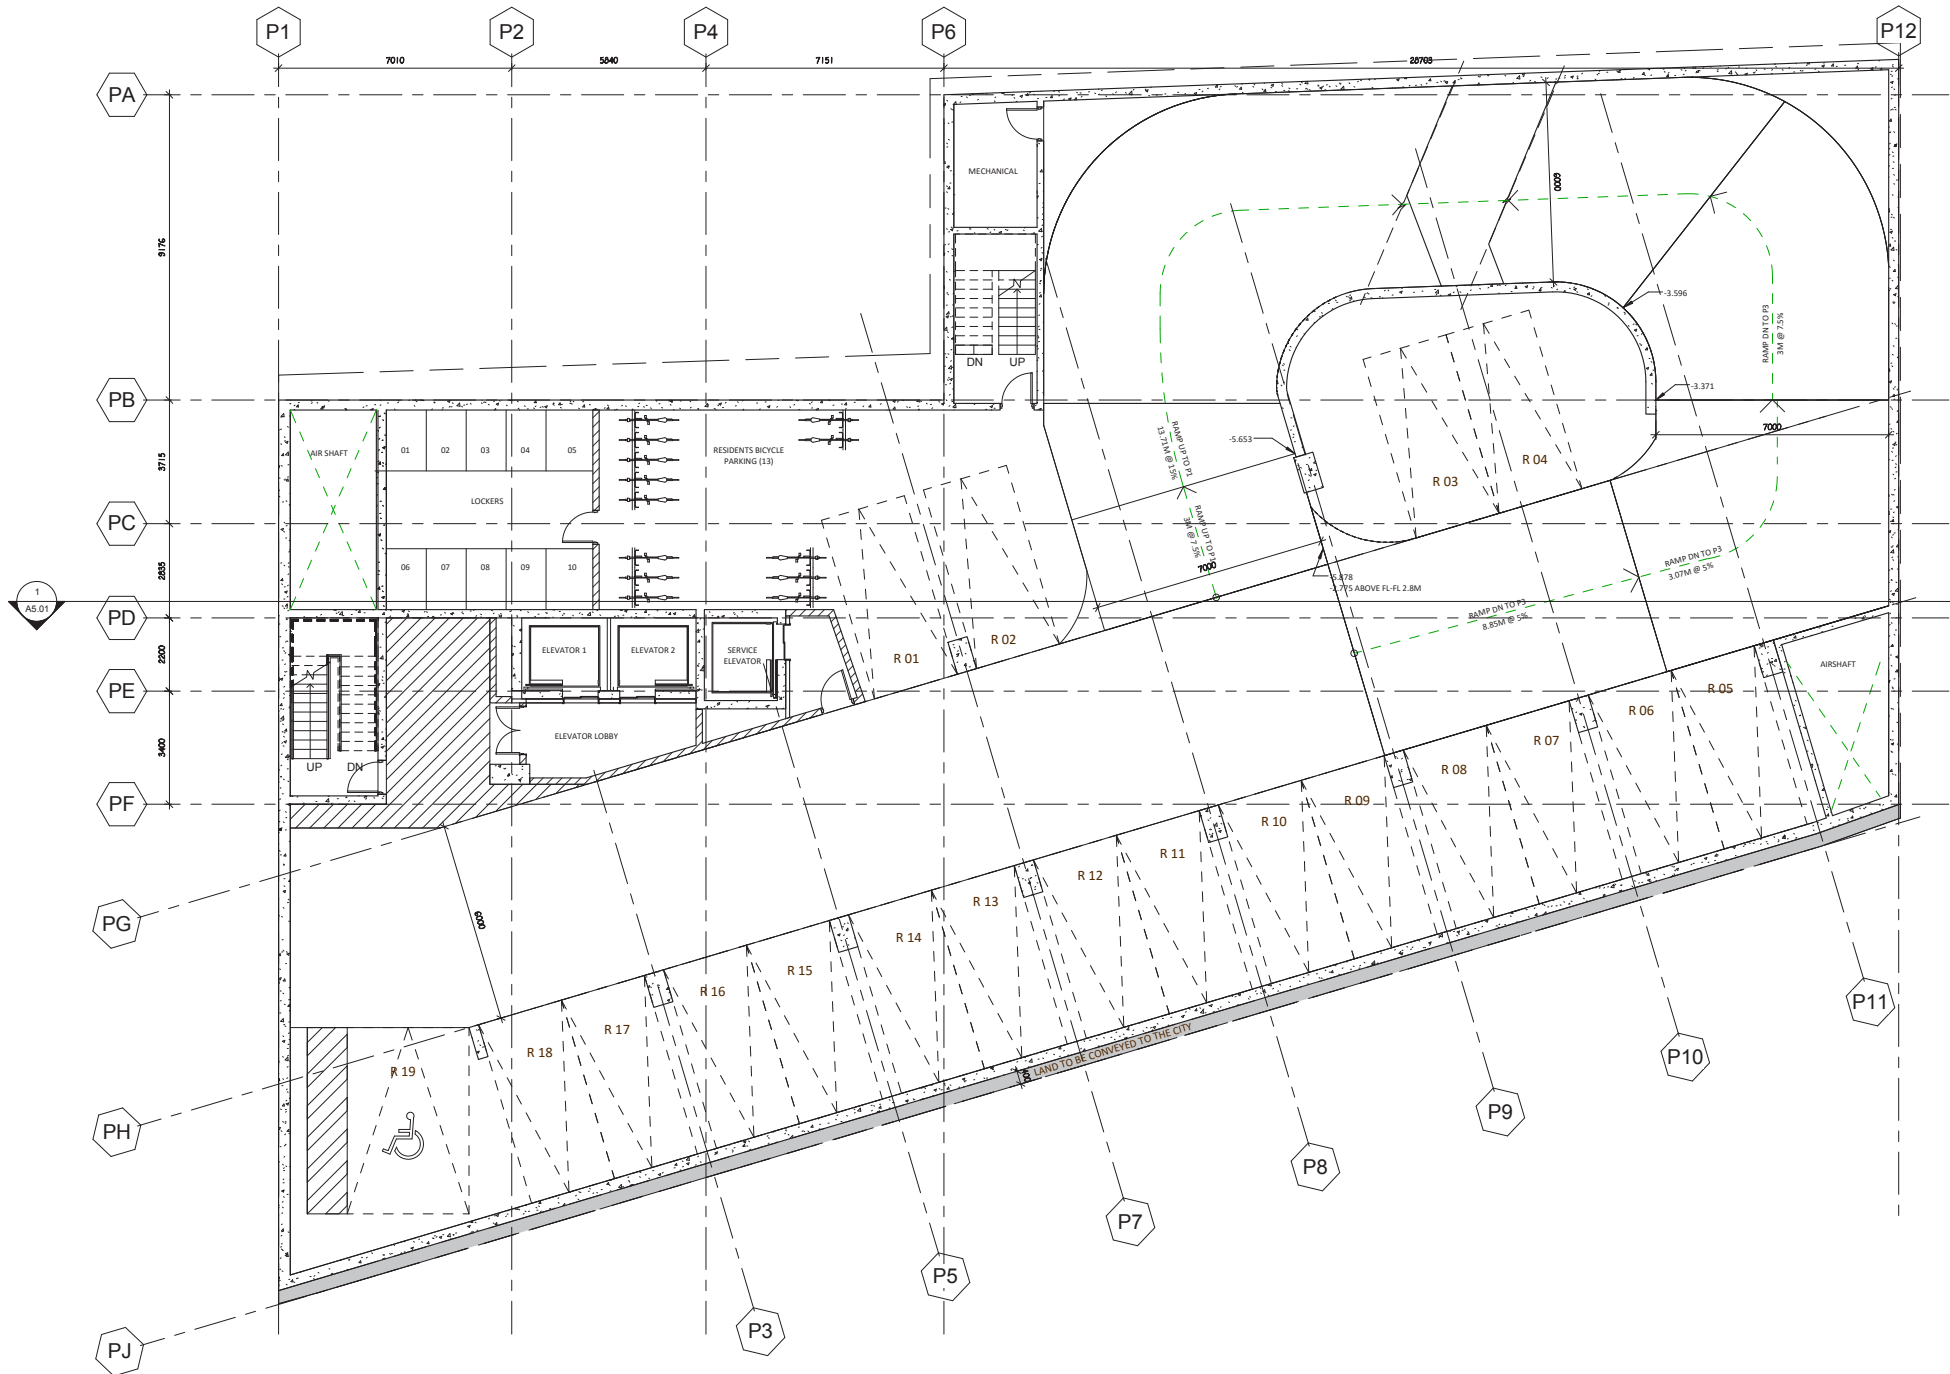 P1
P2
P4
P6
P12
7010
5840
7151
28703
PA
PB
PC
PD
PE
PF
PG
PH
PJ
9176
3715
2835
2200
3400
MECHANICAL
DN
UP
6000
-3.596
RAMP DN TO P3
3M @ 7.5%
-3.371
7000
AIR SHAFT
01
02
03
04
05
LOCKERS
06
07
08
09
10
RESIDENTS BICYCLE
PARKING (13)
RAMP UP TO P1
13.71M @ 15%
-5.653
RAMP UP TO P1
3M @ 7.5%
7000
R 03
R 04
-2.775 ABOVE FL-FL 2.8M
RAMP DN TO P3
3.07M @ 5%
RAMP DN TO P3
8.85M @ 5%
1
A5.01
ELEVATOR 1
ELEVATOR 2
SERVICE
ELEVATOR
R 01
R 02
ELEVATOR LOBBY
UP
DN
AIRSHAFT
R 05
R 06
R 07
R 08
R 09
R 10
R 11
R 12
R 13
R 14
R 15
R 16
R 17
R 18
R 19
6000
LAND TO BE CONVEYED TO THE CITY
P3
P5
P7
P8
P9
P10
P11